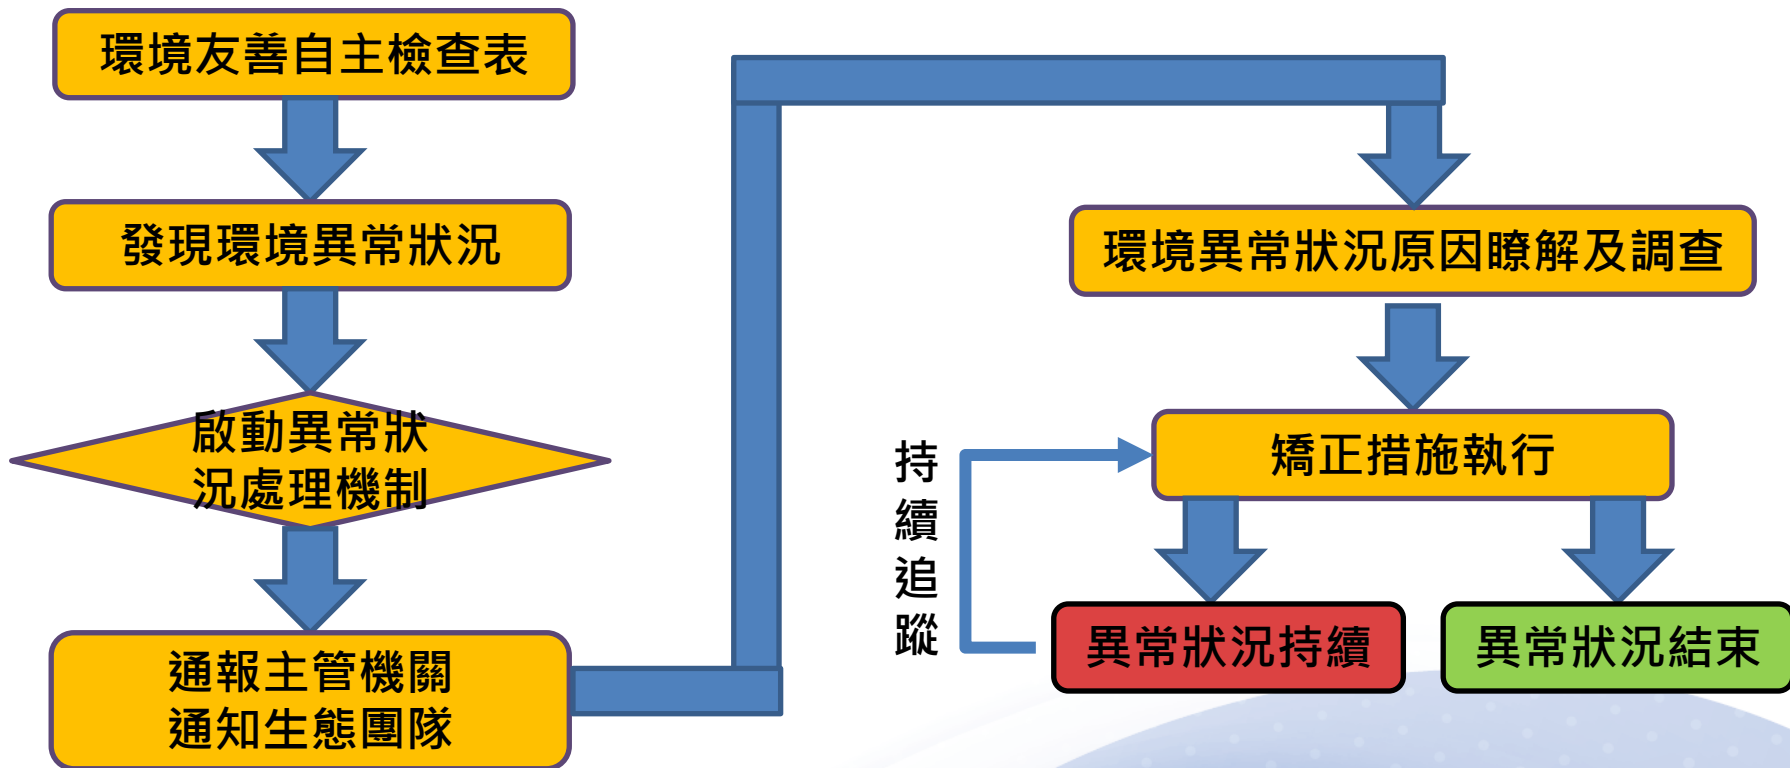 環境友善自主檢查表
發現環境異常狀況
啟動異常狀
況處理機制
通報主管機關
通知生態團隊
環境異常狀況原因瞭解及調查
矯正措施執行
持續追蹤
異常狀況持續
異常狀況結束